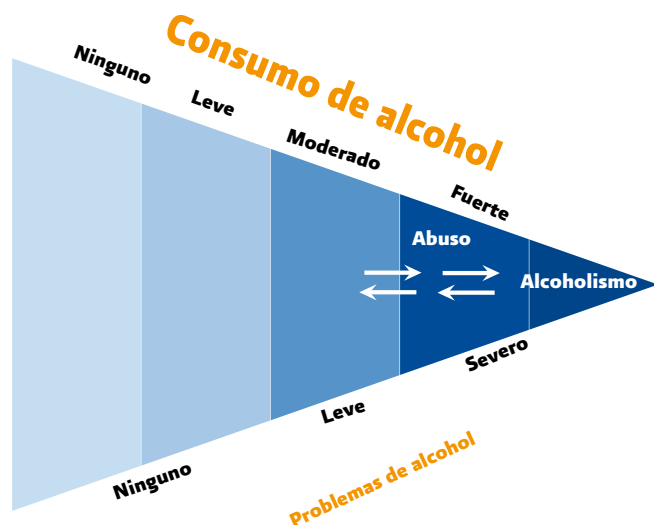 Consumo de alcohol
Ninguno
Leve
Moderado
Fuerte
Abuso
Alcoholismo
Severo
Leve
Ninguno
Problemas de alcohol